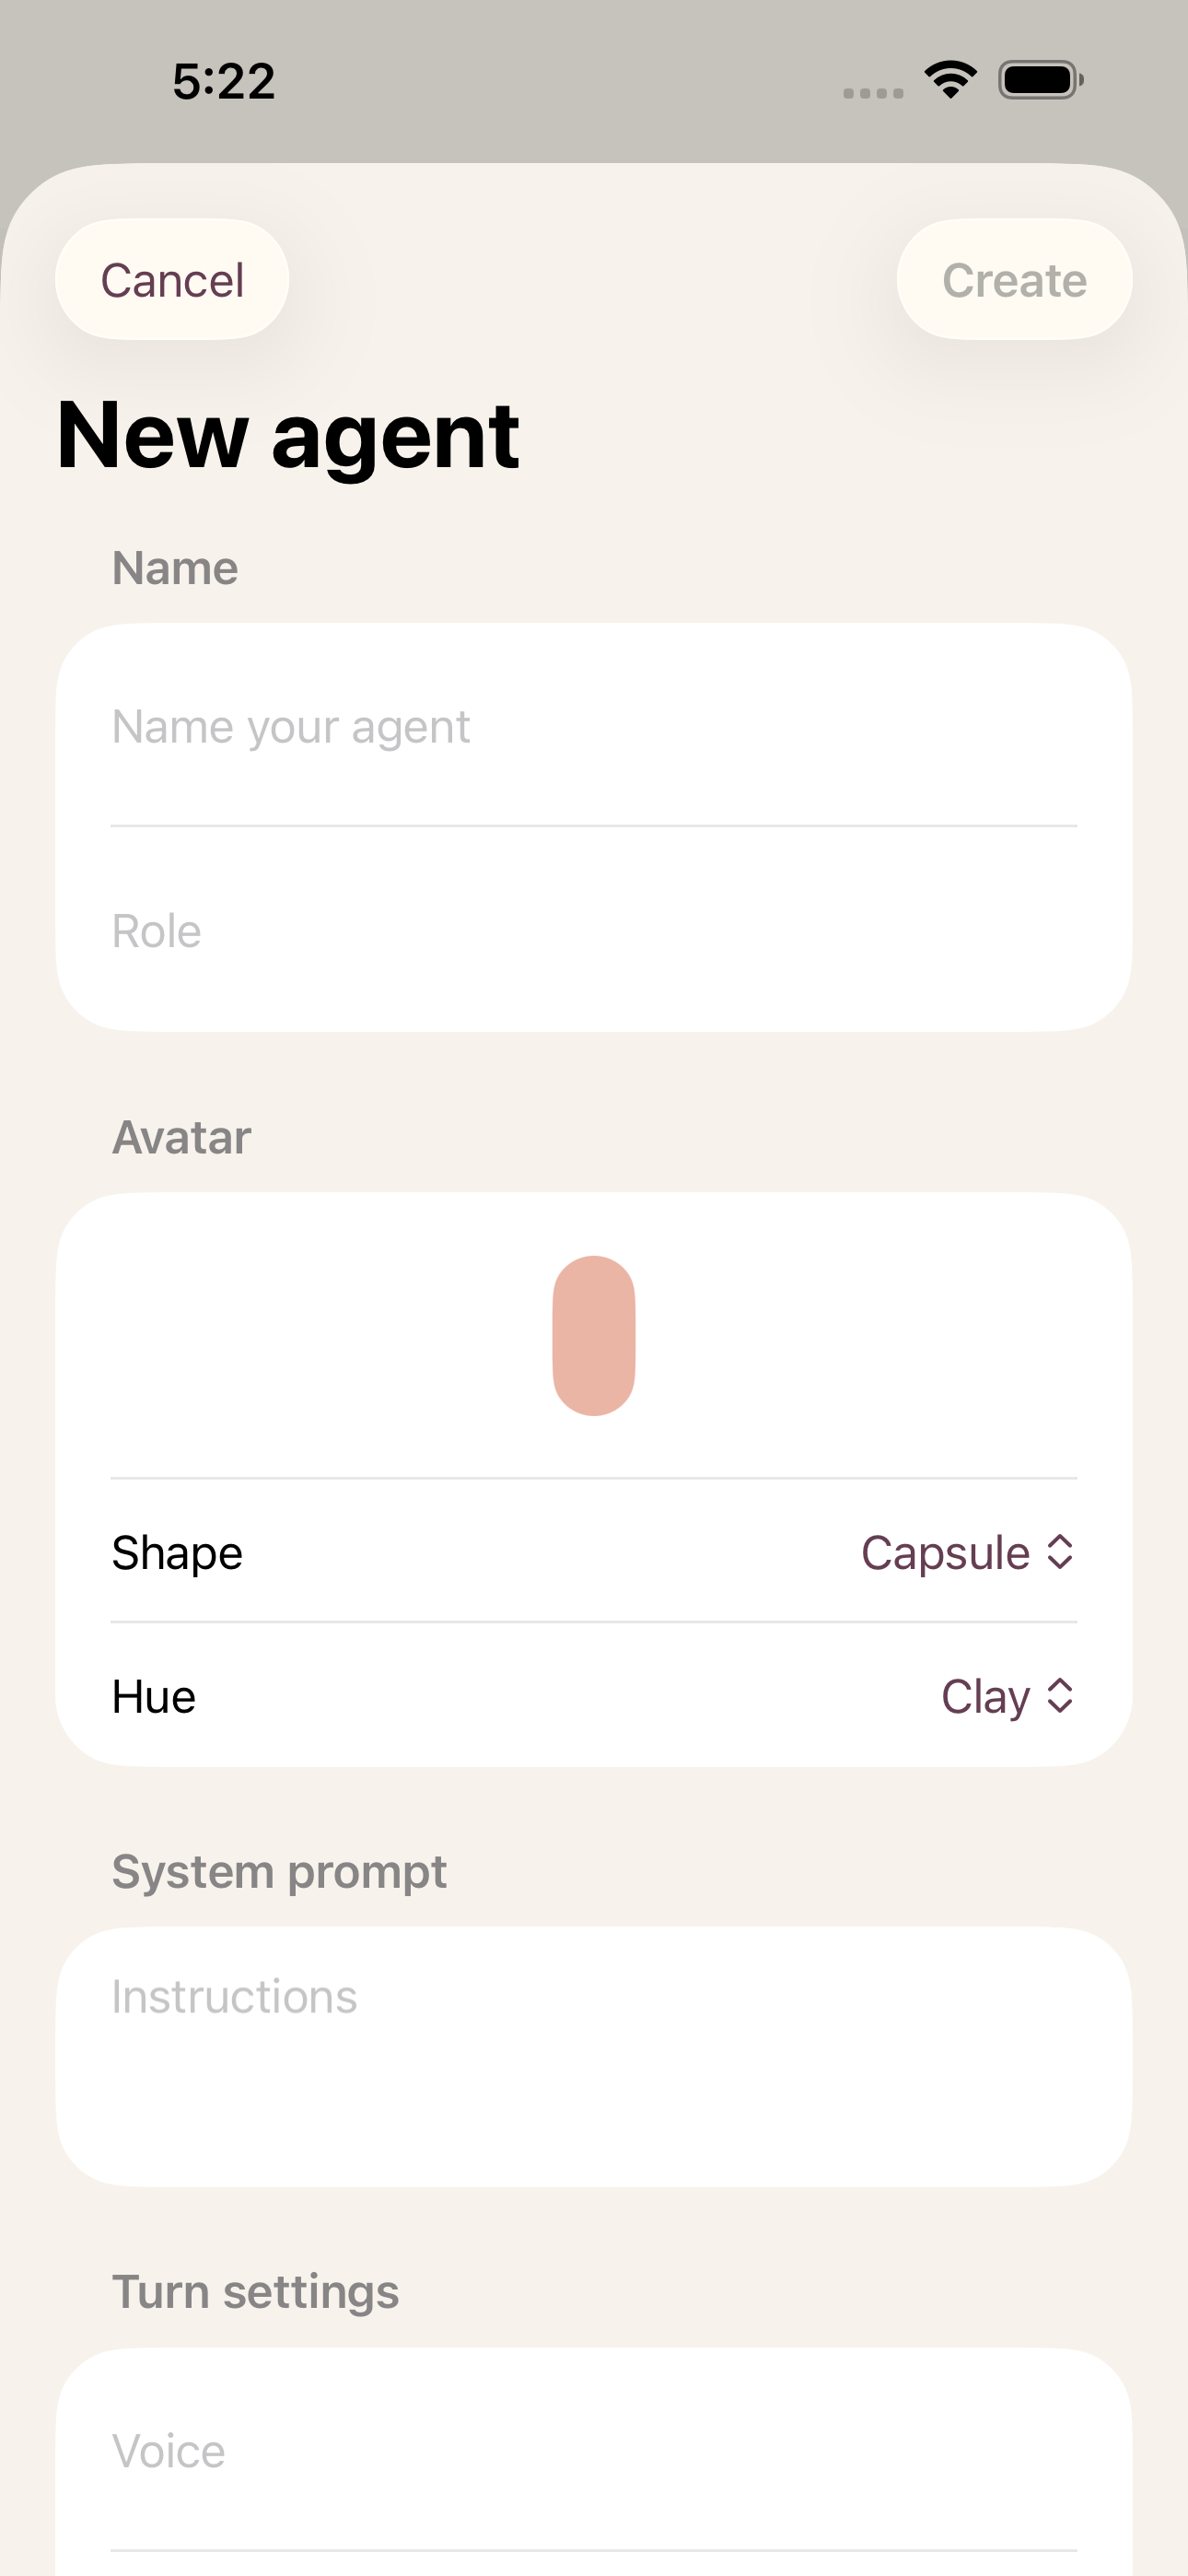 5:22
Cancel
Create
New agent
Name
Name your agent
Role
Avatar
Shape
Capsule
Hue
Clay
System prompt
Instructions
Turn settings
Voice